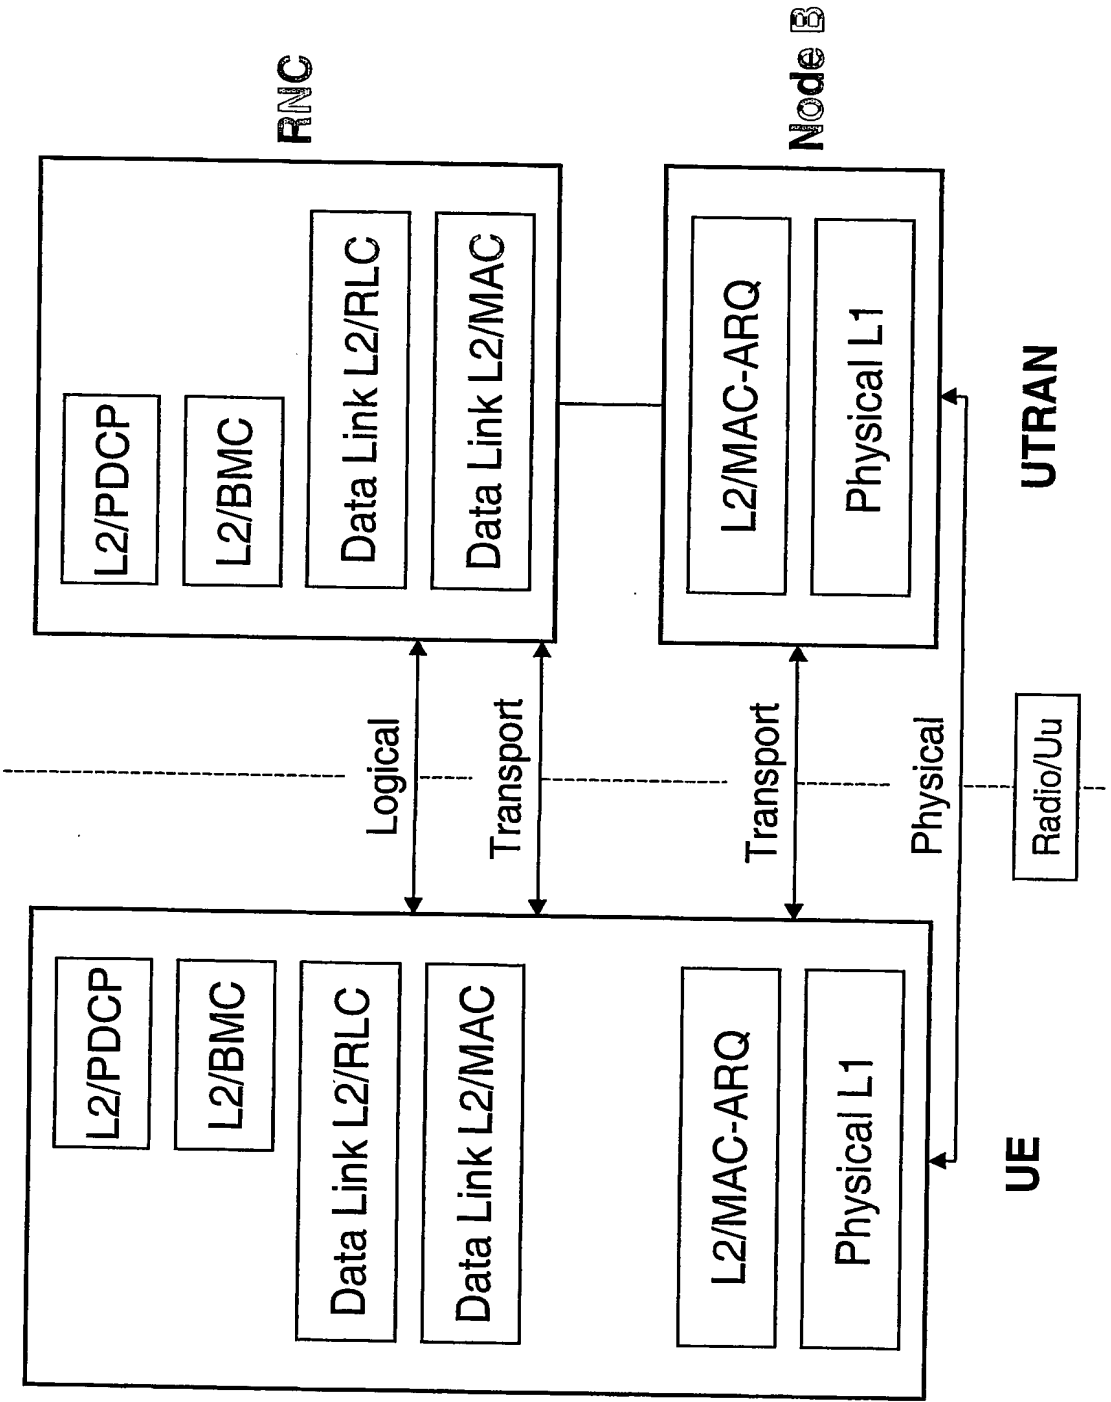 L2/PDCP
L2/BMC
Data Link L2/RLC
Data Link L2/MAC
L2/MAC-ARQ
Physical L1
UE
Logical
Transport
Transport
Physical
Radio/Uu
L2/PDCP
L2/BMC
Data Link L2/RLC
Data Link L2/MAC
RNC
L2/MAC-ARQ
Physical L1
Node B
UTRAN